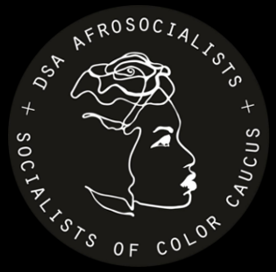 + DSA AFROSOCIALISTS +
SOCIALISTS OF COLOR CAUCUS